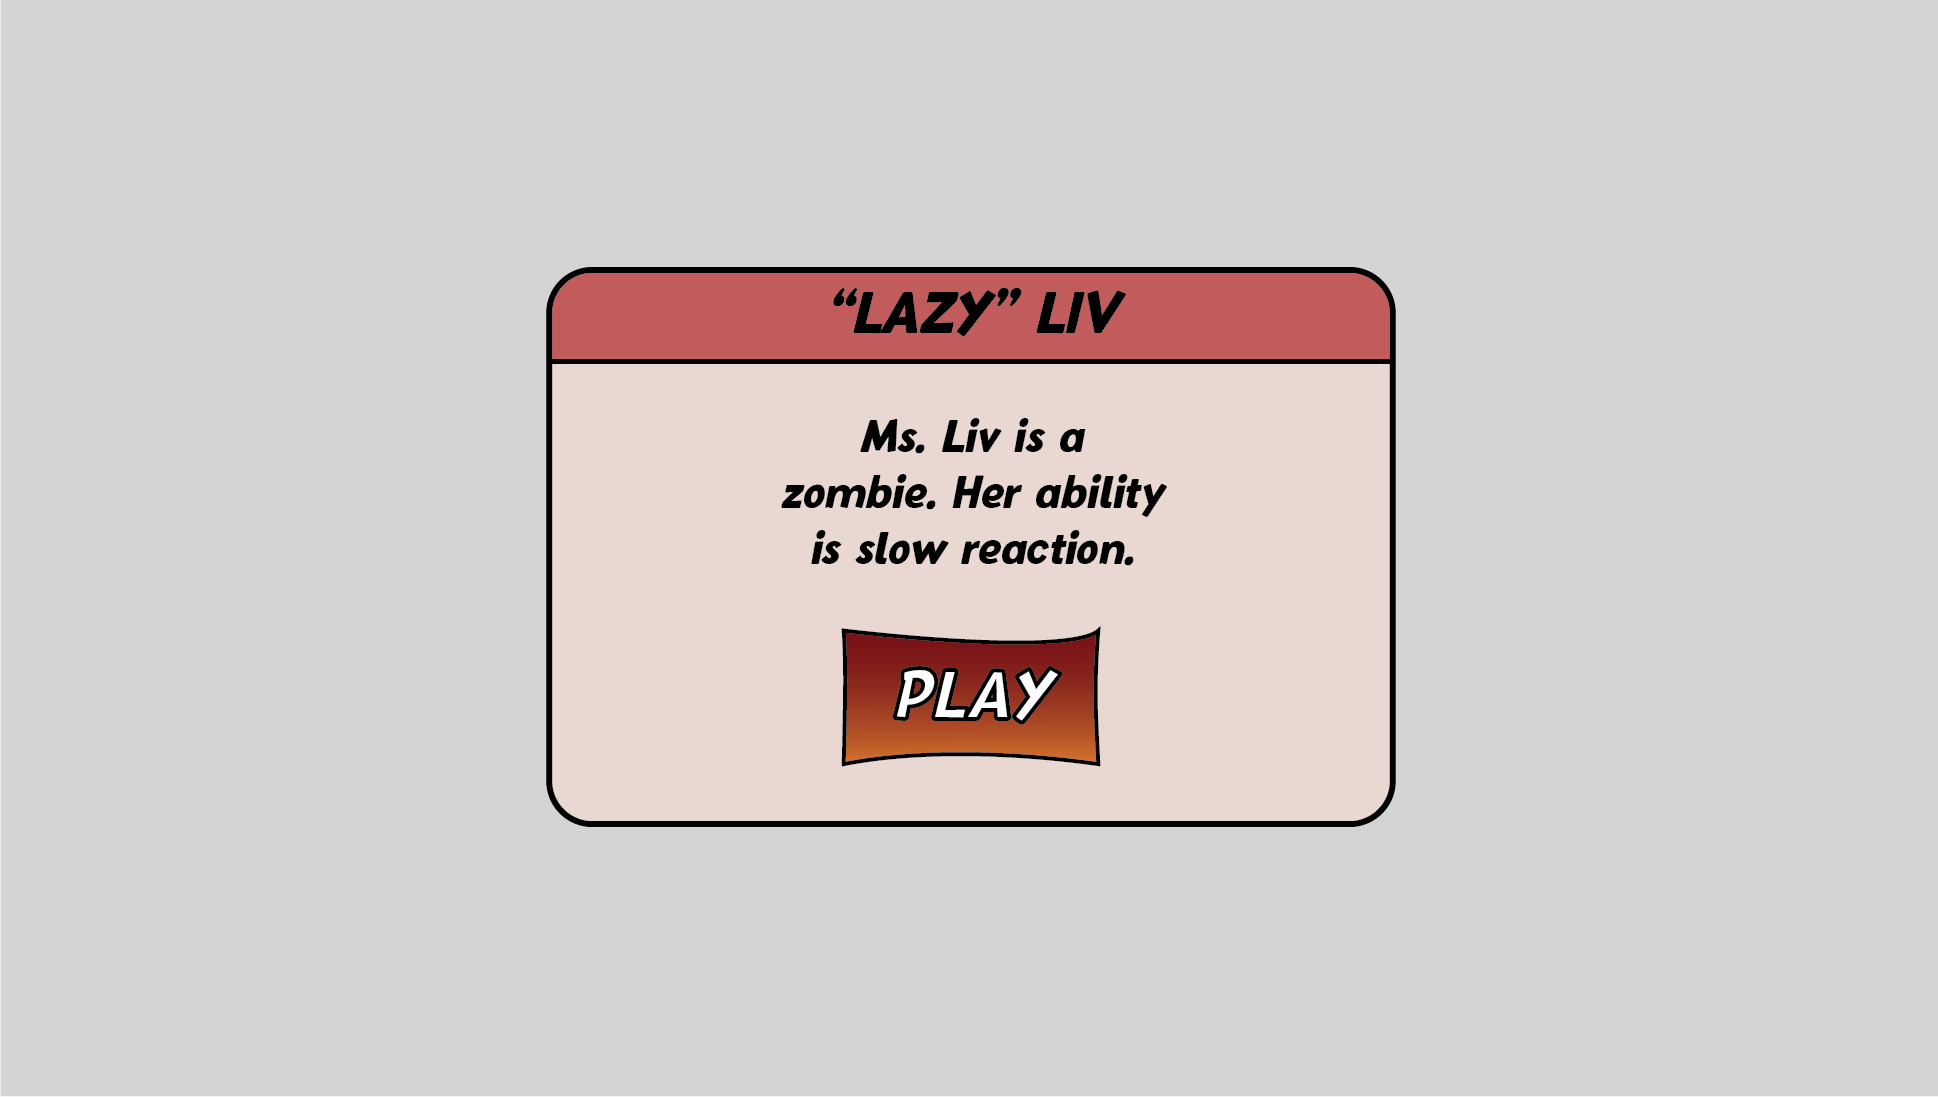 “LAZY” LIV
Ms. Liv is a
zombie. Her ability
is slow reaction.
PLAY